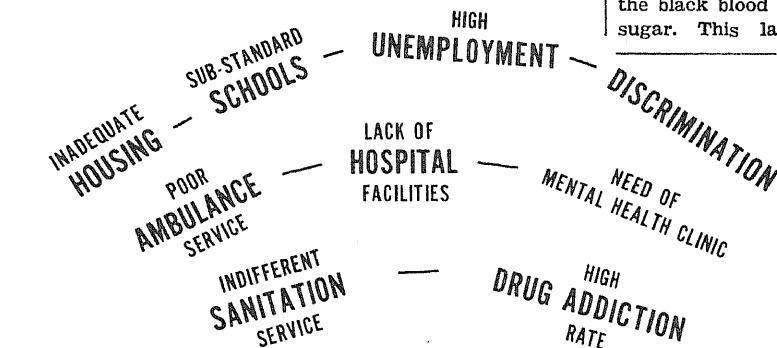 the black blood
sugar. This la
INADEQUATE
HOUSING –
SUB-STANDARD
SCHOOLS –
HIGH
UNEMPLOYMENT –
DISCRIMINATION
POOR
AMBULANCE
SERVICE
—
LACK OF
HOSPITAL
FACILITIES
—
NEED OF
MENTAL HEALTH CLINIC
INDIFFERENT
SANITATION
SERVICE
—
HIGH
DRUG ADDICTION
RATE